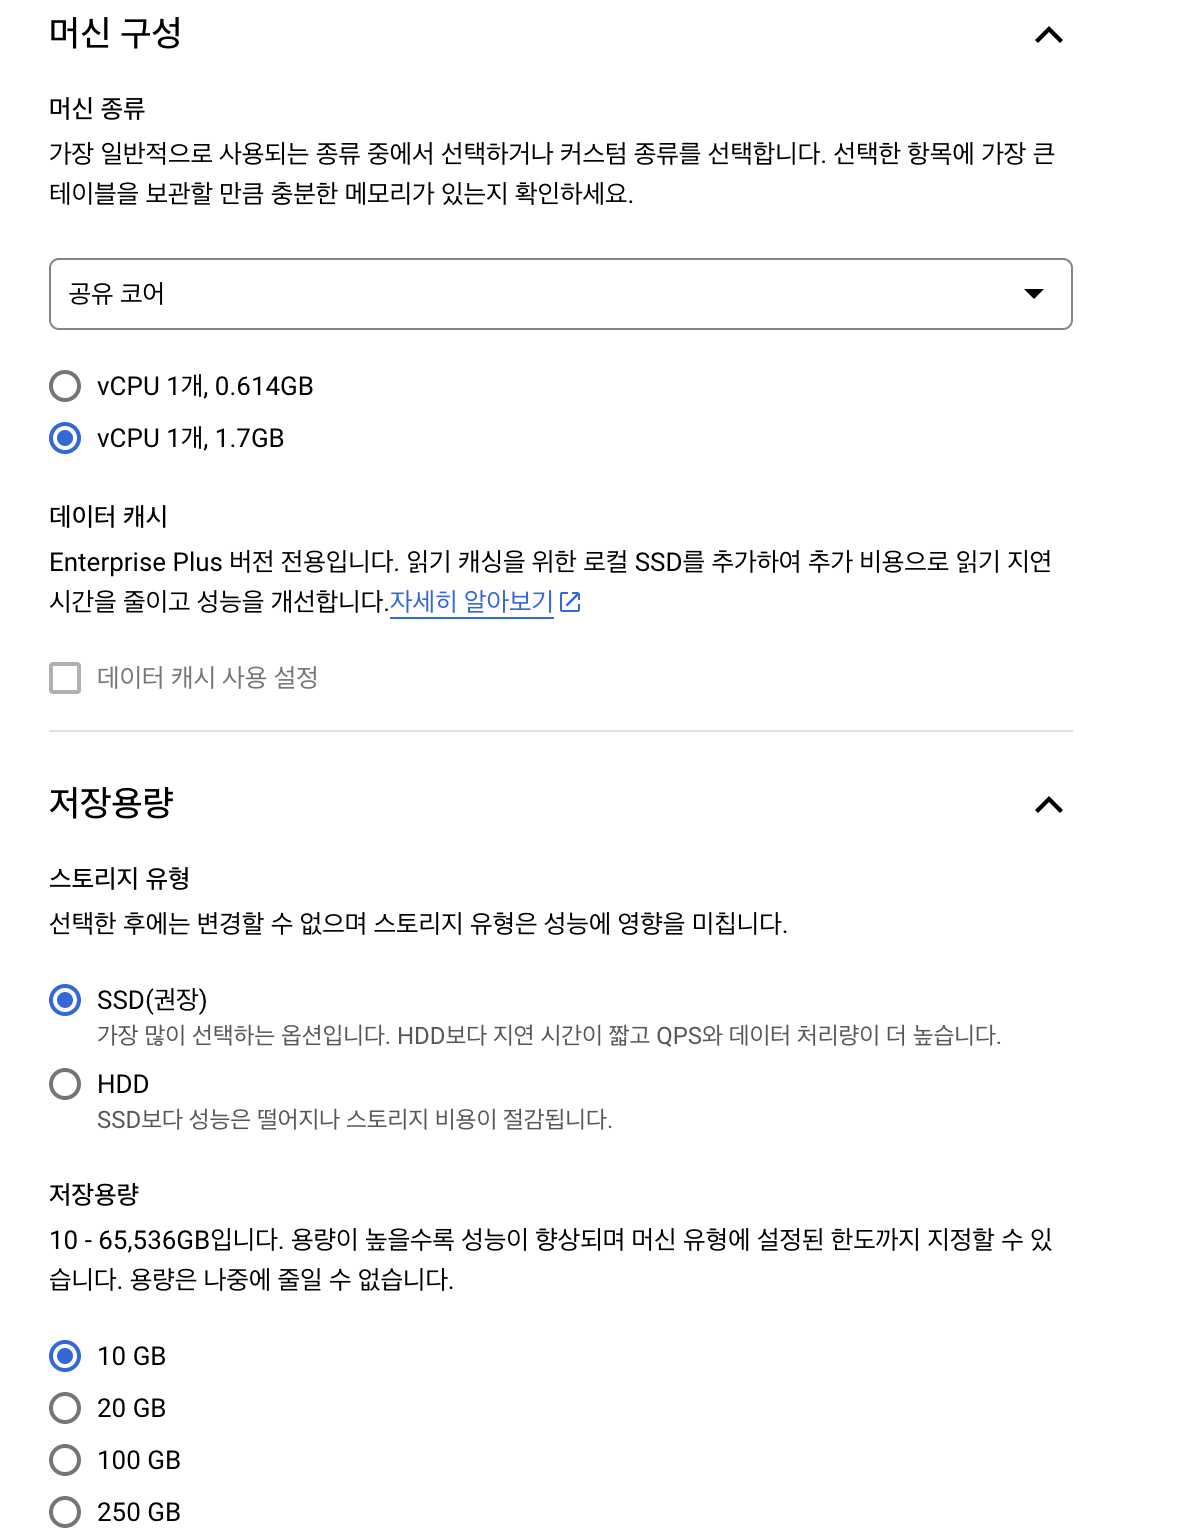 머신 구성
머신 종류
가장 일반적으로 사용되는 종류 중에서 선택하거나 커스텀 종류를 선택합니다. 선택한 항목에 가장 큰
테이블을 보관할 만큼 충분한 메모리가 있는지 확인하세요.
공유 코어
vCPU 1개, 0.614GB
vCPU 1개, 1.7GB
데이터 캐시
Enterprise Plus 버전 전용입니다. 읽기 캐싱을 위한 로컬 SSD를 추가하여 추가 비용으로 읽기 지연
시간을 줄이고 성능을 개선합니다.자세히 알아보기
데이터 캐시 사용 설정
저장용량
스토리지 유형
선택한 후에는 변경할 수 없으며 스토리지 유형은 성능에 영향을 미칩니다.
SSD(권장)
가장 많이 선택하는 옵션입니다. HDD보다 지연 시간이 짧고 QPS와 데이터 처리량이 더 높습니다.
HDD
SSD보다 성능은 떨어지나 스토리지 비용이 절감됩니다.
저장용량
10 - 65,536GB입니다. 용량이 높을수록 성능이 향상되며 머신 유형에 설정된 한도까지 지정할 수 있
습니다. 용량은 나중에 줄일 수 없습니다.
10 GB
20 GB
100 GB
250 GB